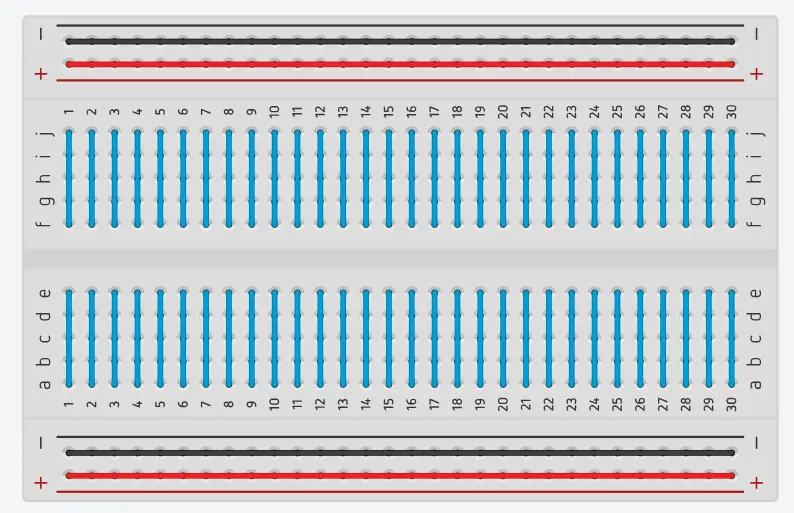 − −
+ +
1 2 3 4 5 6 7 8 9 10 11 12 13 14 15 16 17 18 19 20 21 22 23 24 25 26 27 28 29 30
j j
i i
h h
g g
f f
e e
d d
c c
b b
a a
1 2 3 4 5 6 7 8 9 10 11 12 13 14 15 16 17 18 19 20 21 22 23 24 25 26 27 28 29 30
− −
+ +